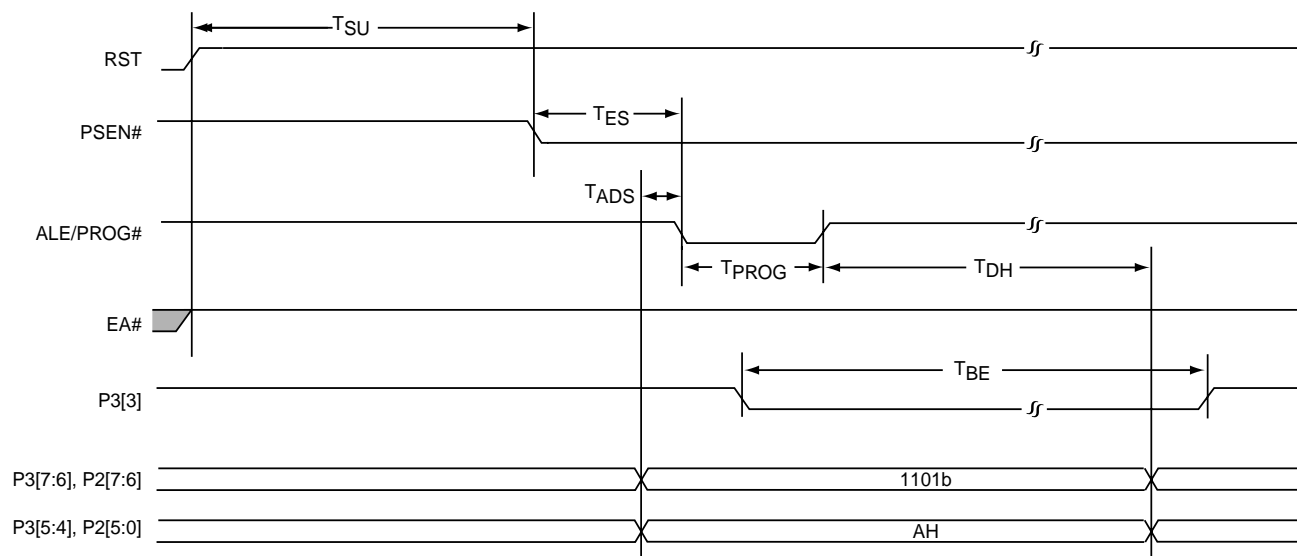 TSU
RST
TES
PSEN#
TADS
ALE/PROG#
TPROG
TDH
EA#
TBE
P3[3]
P3[7:6], P2[7:6]
1101b
P3[5:4], P2[5:0]
AH